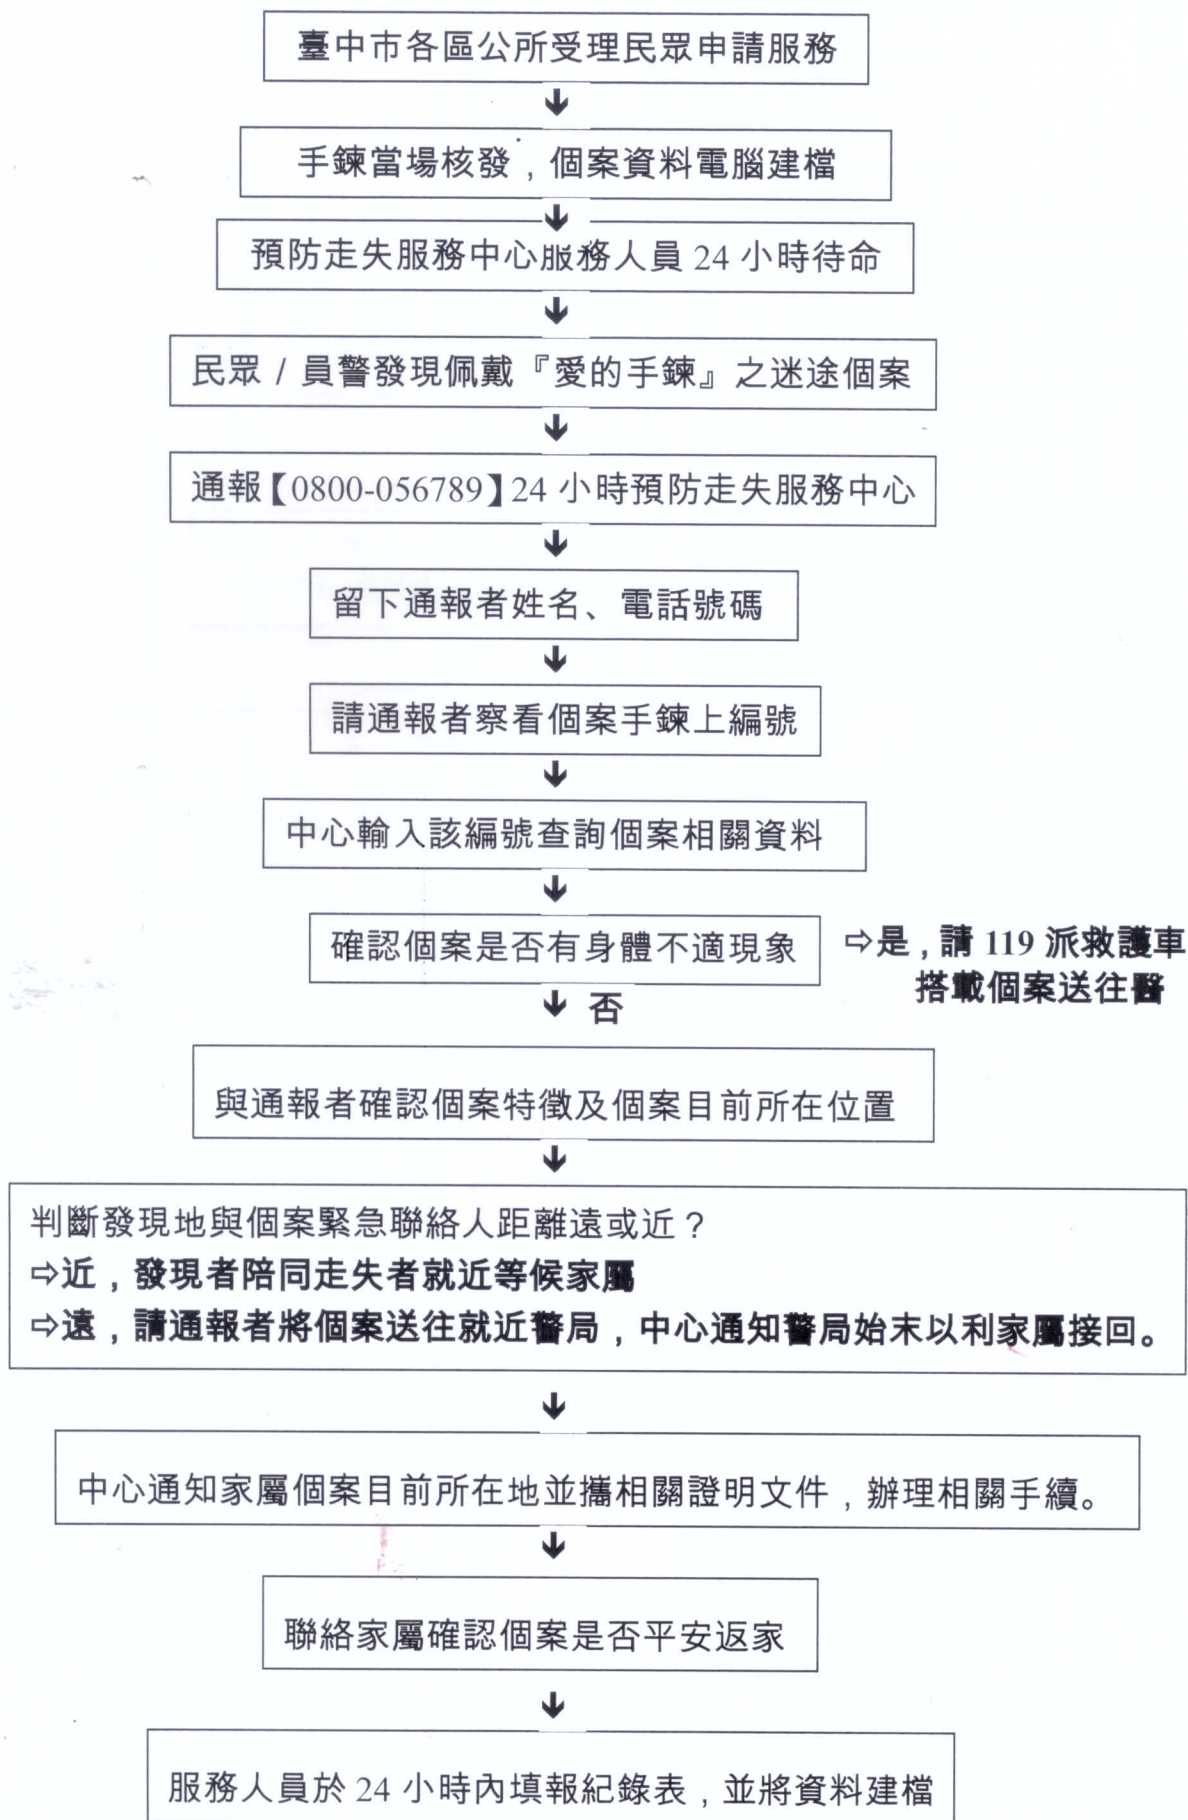 臺中市各區公所受理民眾申請服務
手鍊當場核發，個案資料電腦建檔
預防走失服務中心服務人員 24 小時待命
民眾 / 員警發現佩戴『愛的手鍊』之迷途個案
通報【0800-056789】24 小時預防走失服務中心
留下通報者姓名、電話號碼
請通報者察看個案手鍊上編號
中心輸入該編號查詢個案相關資料
確認個案是否有身體不適現象
⇨是，請 119 派救護車
搭載個案送往醫
否
與通報者確認個案特徵及個案目前所在位置
判斷發現地與個案緊急聯絡人距離遠或近？
⇨近，發現者陪同走失者就近等候家屬
⇨遠，請通報者將個案送往就近警局，中心通知警局始末以利家屬接回。
中心通知家屬個案目前所在地並攜相關證明文件，辦理相關手續。
聯絡家屬確認個案是否平安返家
服務人員於 24 小時內填報紀錄表，並將資料建檔